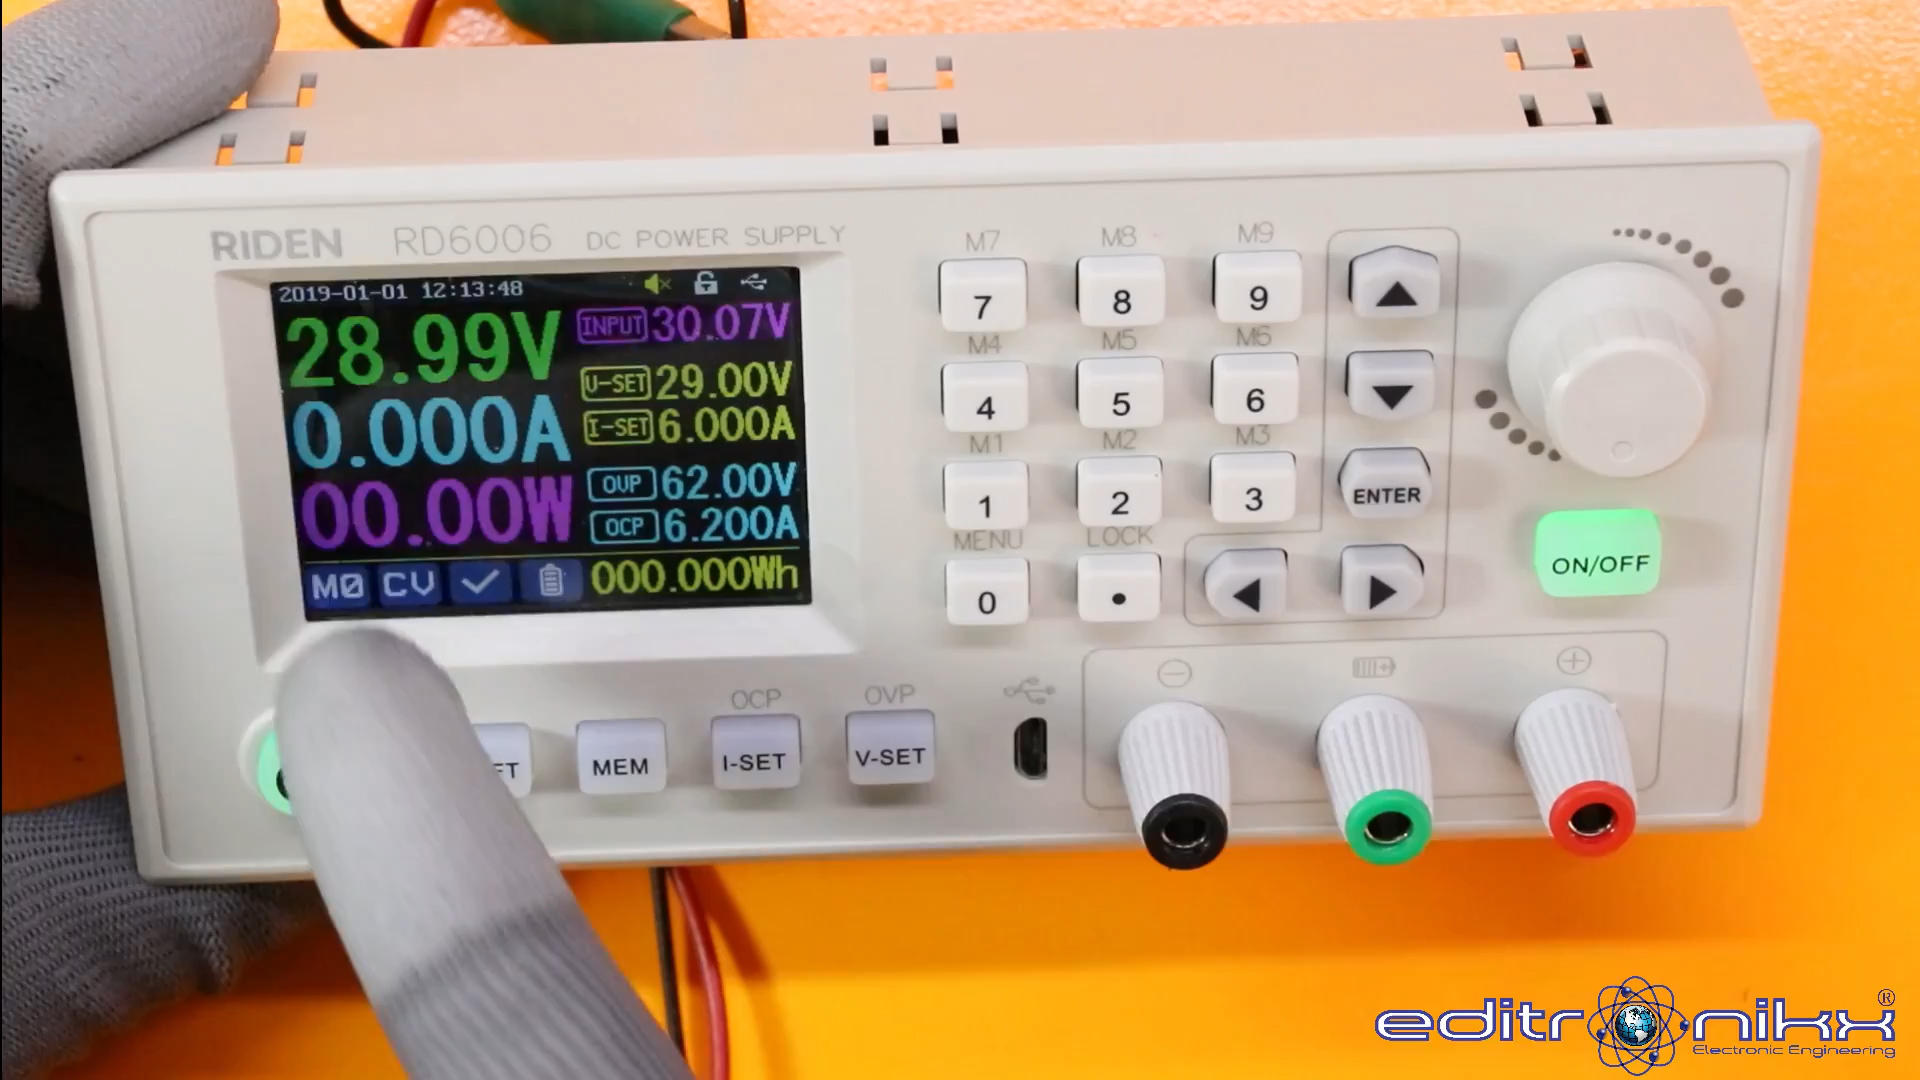 RIDEN RD6006 DC POWER SUPPLY
2019-01-01 12:13:48
28.99V
INPUT 30.07V
0.000A
V-SET 29.00V
I-SET 6.000A
00.00W
OVP 62.00V
OCP 6.200A
M0 CV 000.000Wh
M7 M8 M9
7 8 9
M4 M5 M6
4 5 6
M1 M2 M3
1 2 3
ENTER
MENU LOCK
0 .
ON/OFF
OCP OVP
MEM I-SET V-SET
editronikx®
Electronic Engineering